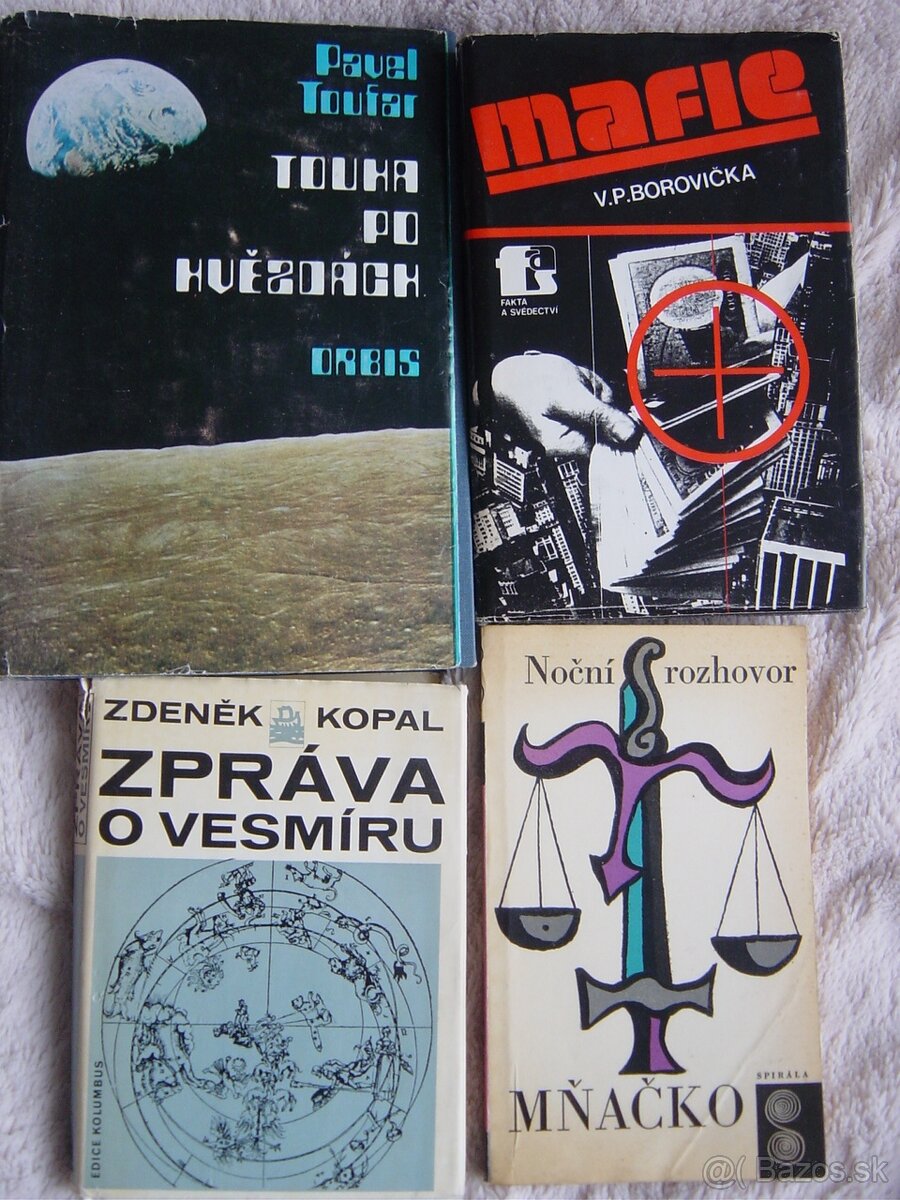 Pavel
Toufar
TOUHA
PO
HVĚZDÁCH
ORBIS
mafie
V.P.BOROVIČKA
fas
FAKTA
A SVĚDECTVÍ
ZDENĚK KOPAL
ZPRÁVA
O VESMÍRU
EDICE KOLUMBUS
Noční rozhovor
SPIRÁLA
MŇAČKO
@( Bazos.sk